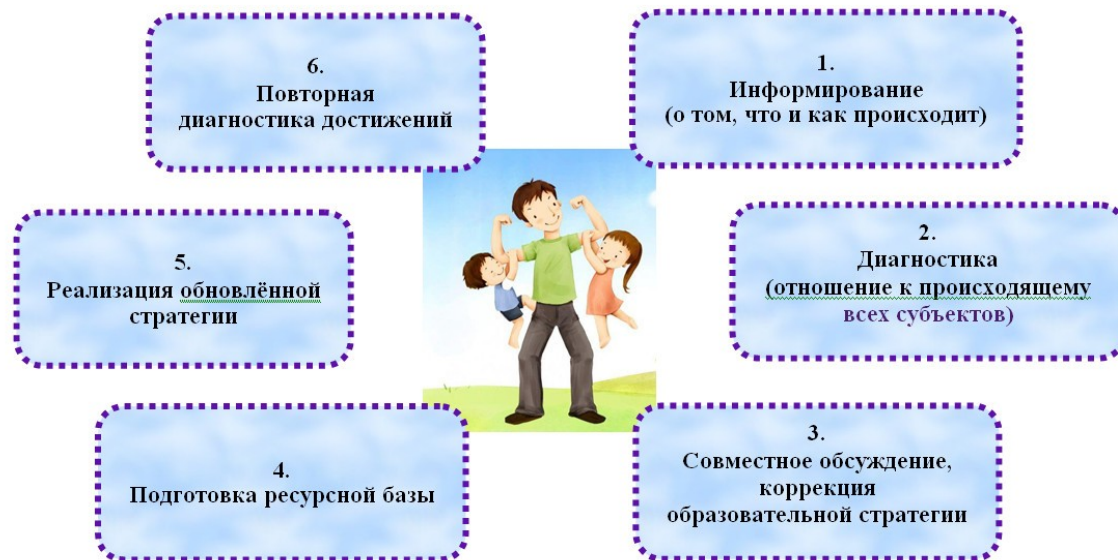 1.
Информирование
(о том, что и как происходит)
2.
Диагностика
(отношение к происходящему
всех субъектов)
3.
Совместное обсуждение,
коррекция
образовательной стратегии
4.
Подготовка ресурсной базы
5.
Реализация обновлённой
стратегии
6.
Повторная
диагностика достижений